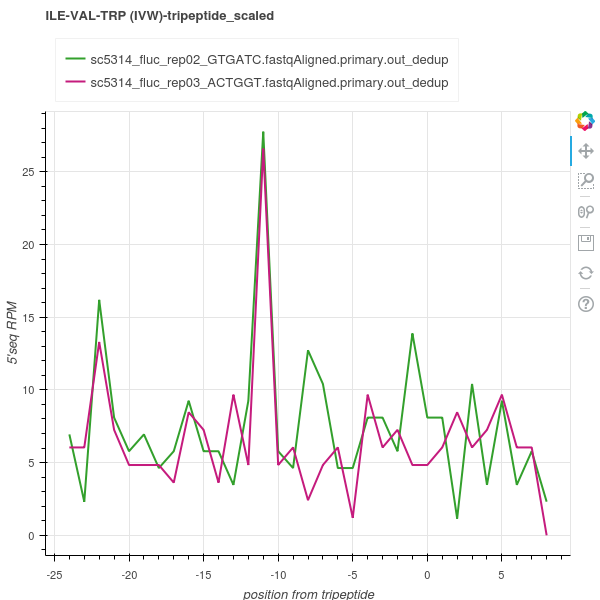 ILE-VAL-TRP (IVW)-tripeptide_scaled
sc5314_fluc_rep02_GTGATC.fastqAligned.primary.out_dedup
sc5314_fluc_rep03_ACTGGT.fastqAligned.primary.out_dedup
25
20
15
10
5
0
5'seq RPM
-25 -20 -15 -10 -5 0 5
position from tripeptide